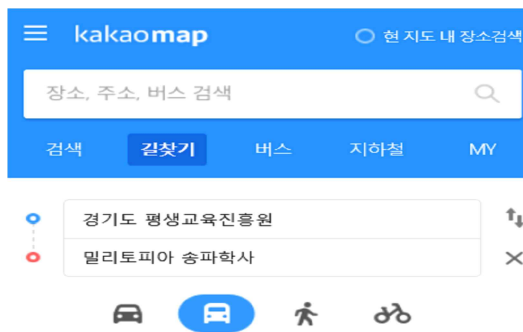 kakaomap
현 지도 내 장소검색
장소, 주소, 버스 검색
검색 길찾기 버스 지하철 MY
경기도 평생교육진흥원
밀리토피아 송파학사